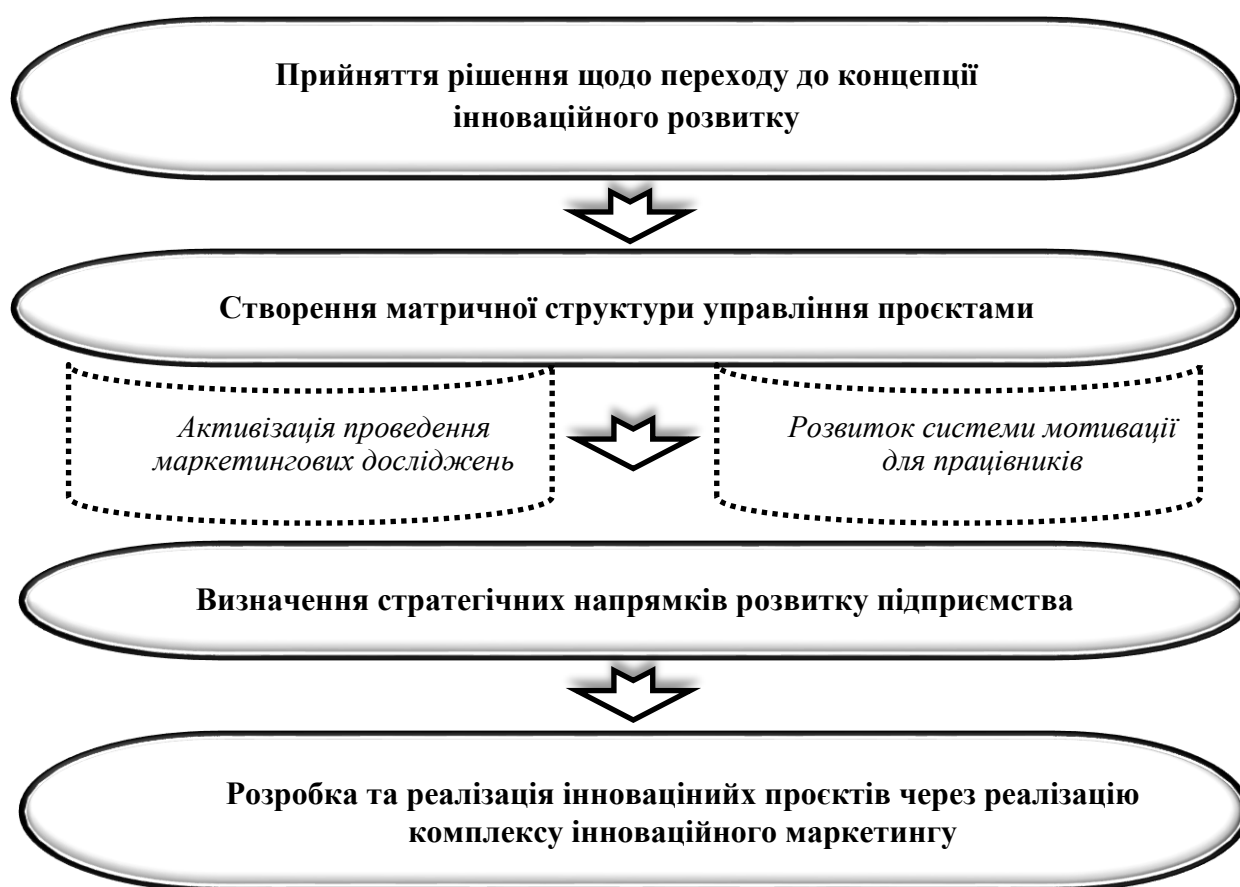 Прийняття рішення щодо переходу до концепції
інноваційного розвитку
Створення матричної структури управління проєктами
Активізація проведення
маркетингових досліджень
Розвиток системи мотивації
для працівників
Визначення стратегічних напрямків розвитку підприємства
Розробка та реалізація інновацінийх проєктів через реалізацію
комплексу інноваційного маркетингу